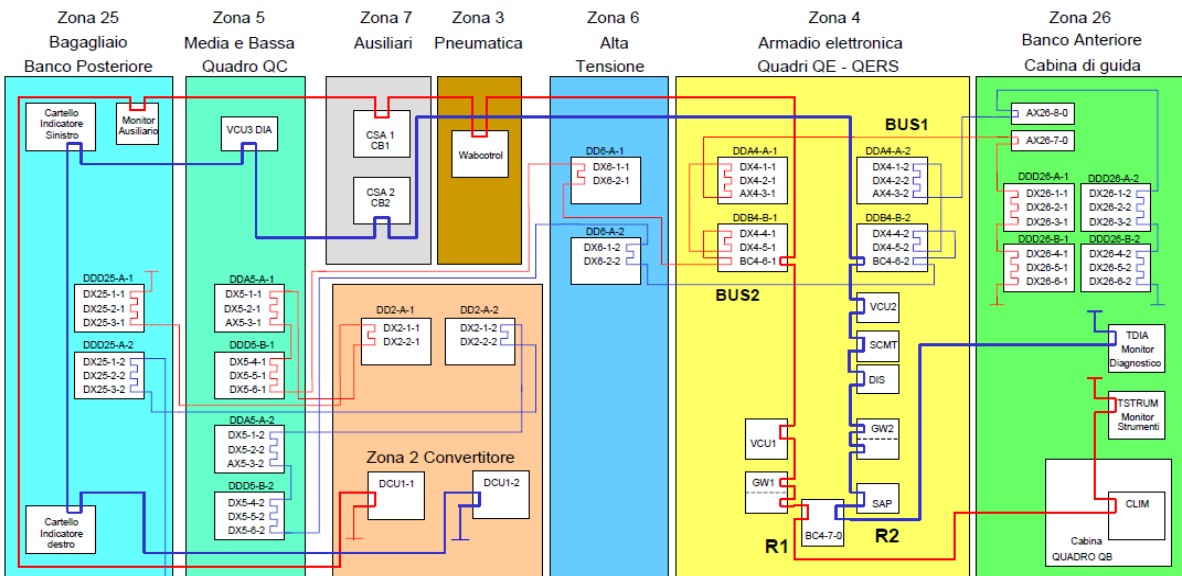 Zona 25
Bagagliaio
Banco Posteriore
Zona 5
Media e Bassa
Quadro QC
Zona 7
Ausiliari
Zona 3
Pneumatica
Zona 6
Alta
Tensione
Zona 4
Armadio elettronica
Quadri QE - QERS
Zona 26
Banco Anteriore
Cabina di guida
Cartello
Indicatore
Sinistro
Monitor
Ausiliario
DDD25-A-1
DX25-1-1
DX25-2-1
DX25-3-1
DDD25-A-2
DX25-1-2
DX25-2-2
DX25-3-2
Cartello
Indicatore
destro
VCU3 DIA
DDA5-A-1
DX5-1-1
DX5-2-1
AX5-3-1
DDD5-B-1
DX5-4-1
DX5-5-1
DX5-6-1
DDA5-A-2
DX5-1-2
DX5-2-2
AX5-3-2
DDD5-B-2
DX5-4-2
DX5-5-2
DX5-6-2
CSA 1
CB1
CSA 2
CB2
Wabcotrol
DD2-A-1
DX2-1-1
DX2-2-1
DD2-A-2
DX2-1-2
DX2-2-2
Zona 2 Convertitore
DCU1-1
DCU1-2
DD6-A-1
DX6-1-1
DX6-2-1
DD6-A-2
DX6-1-2
DX6-2-2
BUS1
DDA4-A-1
DX4-1-1
DX4-2-1
AX4-3-1
DDA4-A-2
DX4-1-2
DX4-2-2
AX4-3-2
DDB4-B-1
DX4-4-1
DX4-5-1
BC4-6-1
DDB4-B-2
DX4-4-2
DX4-5-2
BC4-6-2
BUS2
VCU2
SCMT
DIS
VCU1
GW2
GW1
SAP
BC4-7-0
R1
R2
AX26-8-0
AX26-7-0
DDD26-A-1
DX26-1-1
DX26-2-1
DX26-3-1
DDD26-A-2
DX26-1-2
DX26-2-2
DX26-3-2
DDD26-B-1
DX26-4-1
DX26-5-1
DX26-6-1
DDD26-B-2
DX26-4-2
DX26-5-2
DX26-6-2
TDIA
Monitor
Diagnostico
TSTRUM
Monitor
Strumenti
CLIM
Cabina
QUADRO QB